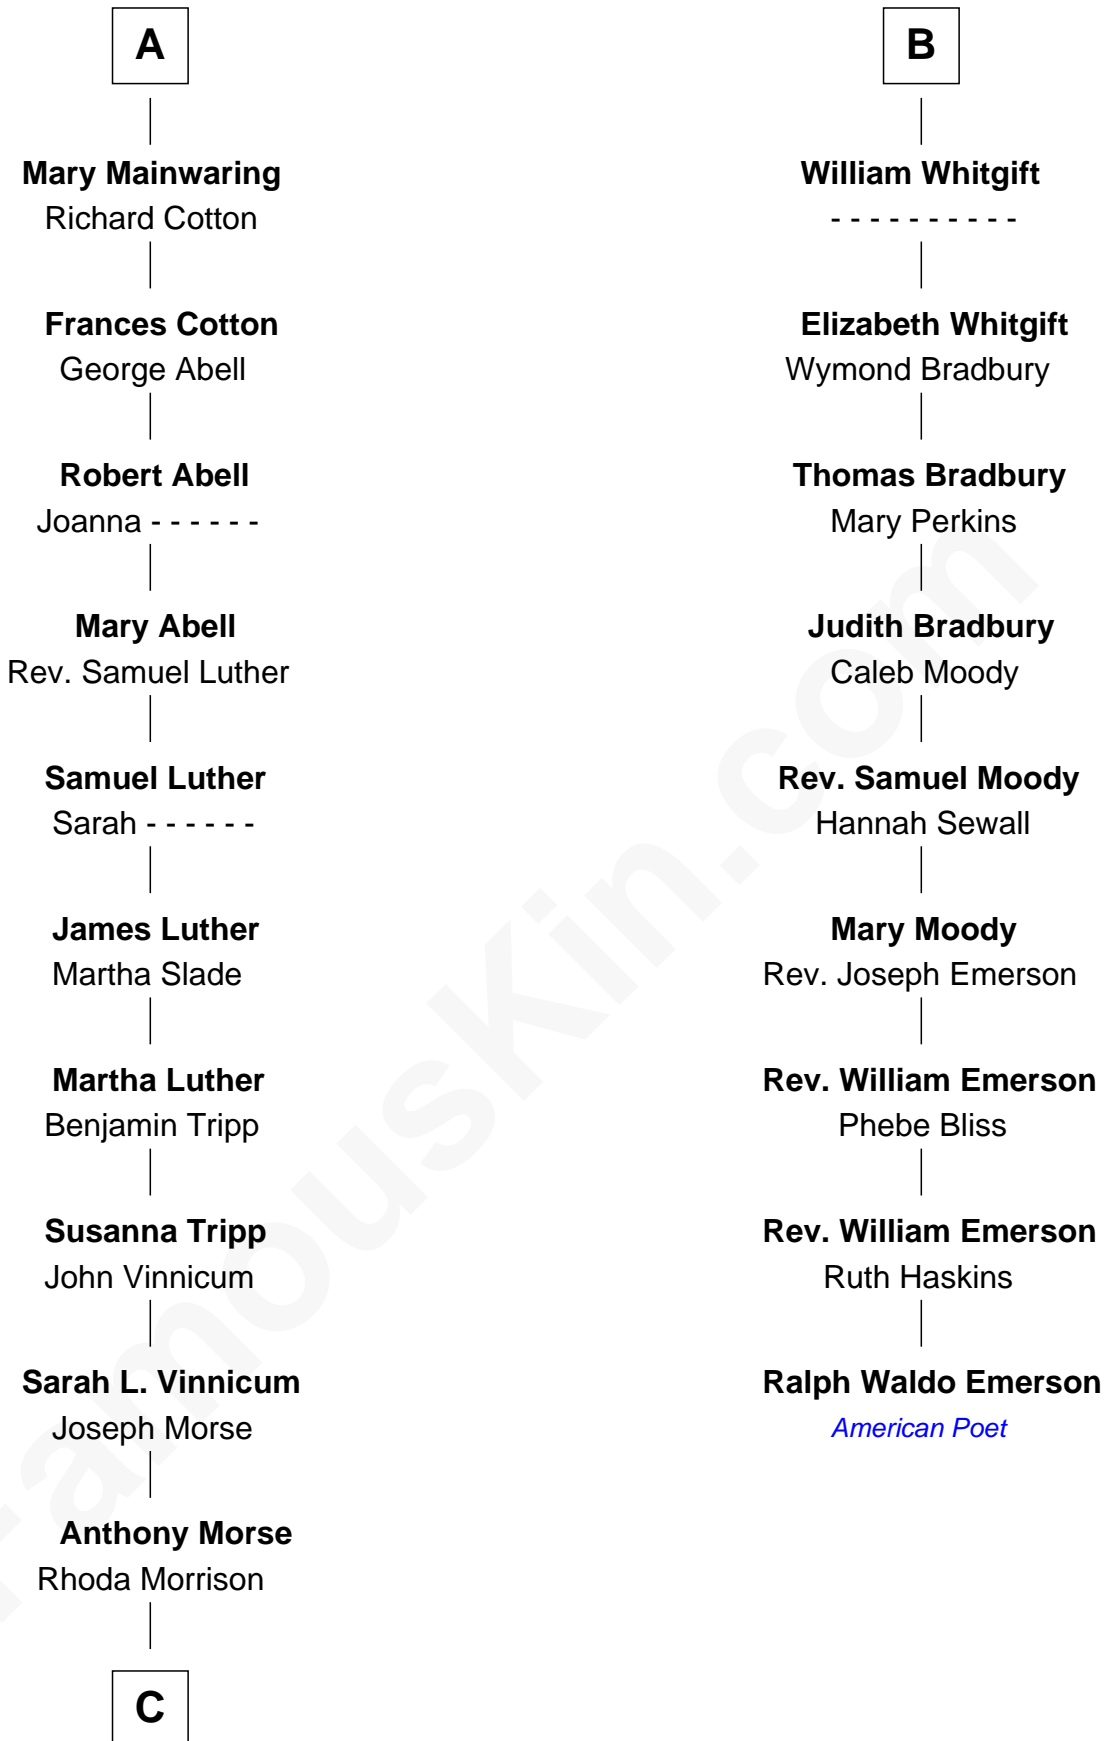 A
Mary Mainwaring
Richard Cotton
Frances Cotton
George Abell
Robert Abell
Joanna - - - - - -
Mary Abell
Rev. Samuel Luther
Samuel Luther
Sarah - - - - - -
James Luther
Martha Slade
Martha Luther
Benjamin Tripp
Susanna Tripp
John Vinnicum
Sarah L. Vinnicum
Joseph Morse
Anthony Morse
Rhoda Morrison
C
B
William Whitgift
- - - - - - - - - -
Elizabeth Whitgift
Wymond Bradbury
Thomas Bradbury
Mary Perkins
Judith Bradbury
Caleb Moody
Rev. Samuel Moody
Hannah Sewall
Mary Moody
Rev. Joseph Emerson
Rev. William Emerson
Phebe Bliss
Rev. William Emerson
Ruth Haskins
Ralph Waldo Emerson
American Poet
FamousKin.com